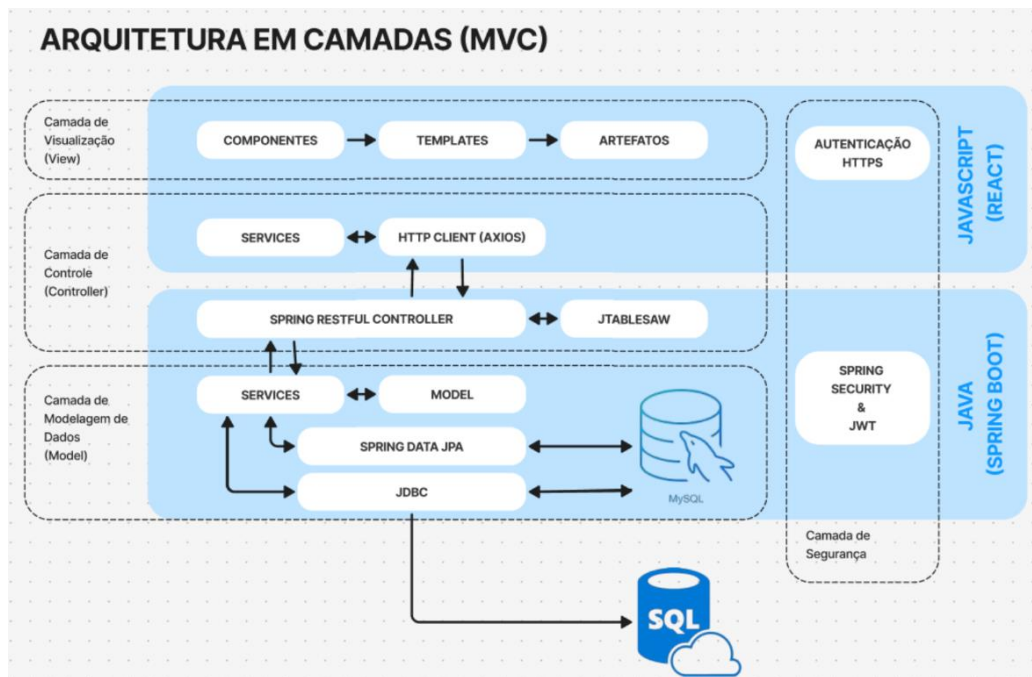 ARQUITETURA EM CAMADAS (MVC)
Camada de
Visualização
(View)
COMPONENTES
TEMPLATES
ARTEFATOS
AUTENTICAÇÃO
HTTPS
JAVASCRIPT
(REACT)
Camada de
Controle
(Controller)
SERVICES
HTTP CLIENT (AXIOS)
SPRING RESTFUL CONTROLLER
JTABLESAW
Camada de
Modelagem de
Dados
(Model)
SERVICES
MODEL
SPRING DATA JPA
JDBC
MySQL
SPRING
SECURITY
&
JWT
JAVA
(SPRING BOOT)
Camada de
Segurança
SQL